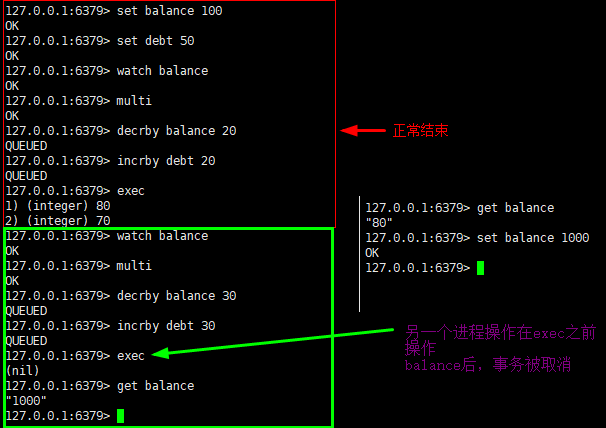 127.0.0.1:6379> set balance 100
OK
127.0.0.1:6379> set debt 50
OK
127.0.0.1:6379> watch balance
OK
127.0.0.1:6379> multi
OK
127.0.0.1:6379> decrby balance 20
QUEUED
127.0.0.1:6379> incrby debt 20
QUEUED
127.0.0.1:6379> exec
1) (integer) 80
2) (integer) 70
127.0.0.1:6379> watch balance
OK
127.0.0.1:6379> multi
OK
127.0.0.1:6379> decrby balance 30
QUEUED
127.0.0.1:6379> incrby debt 30
QUEUED
127.0.0.1:6379> exec
(nil)
127.0.0.1:6379> get balance
"1000"
127.0.0.1:6379>
正常结束
127.0.0.1:6379> get balance
"80"
127.0.0.1:6379> set balance 1000
OK
127.0.0.1:6379>
另一个进程操作在exec之前
操作
balance后，事务被取消